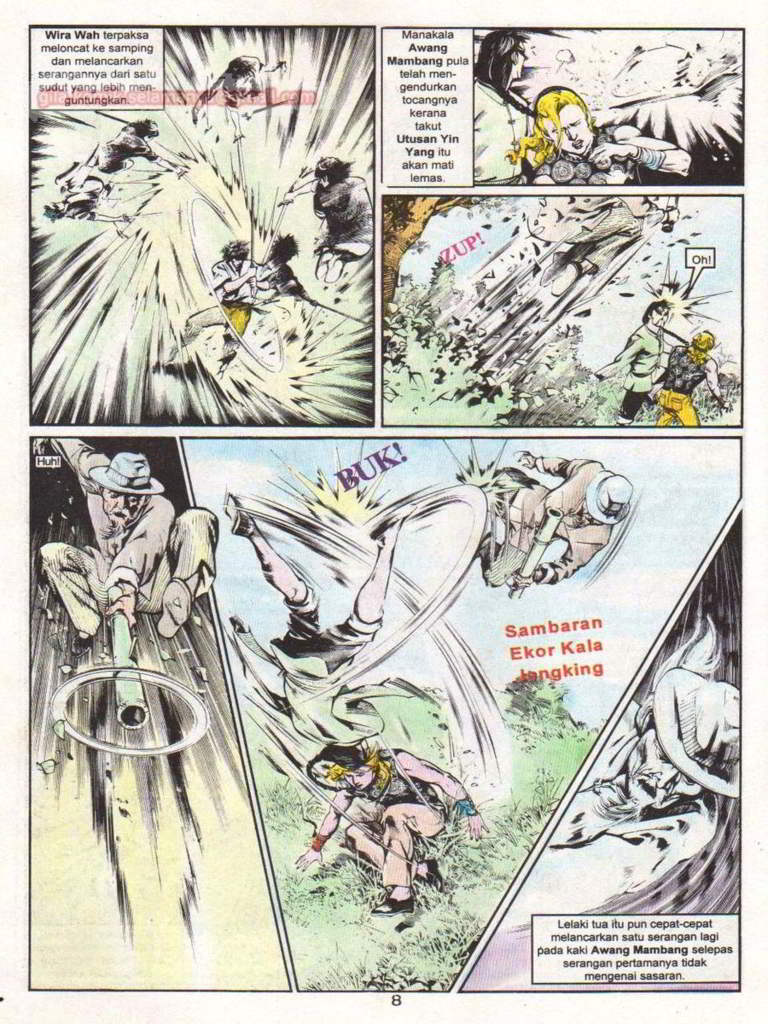 Wira Wah terpaksa
meloncat ke samping
dan melancarkan
serangannya dari satu
sudut yang lebih men-
guntungkan.
Manakala
Awang
Mambang pula
telah men-
gendurkan
tocangnya
kerana
takut
Utusan Yin
Yang itu
akan mati
lemas.
ZUP!
Oh!
Huh!
BUK!
Sambaran
Ekor Kala
Jengking
Lelaki tua itu pun cepat-cepat
melancarkan satu serangan lagi
pada kaki Awang Mambang selepas
serangan pertamanya tidak
mengenai sasaran.
8